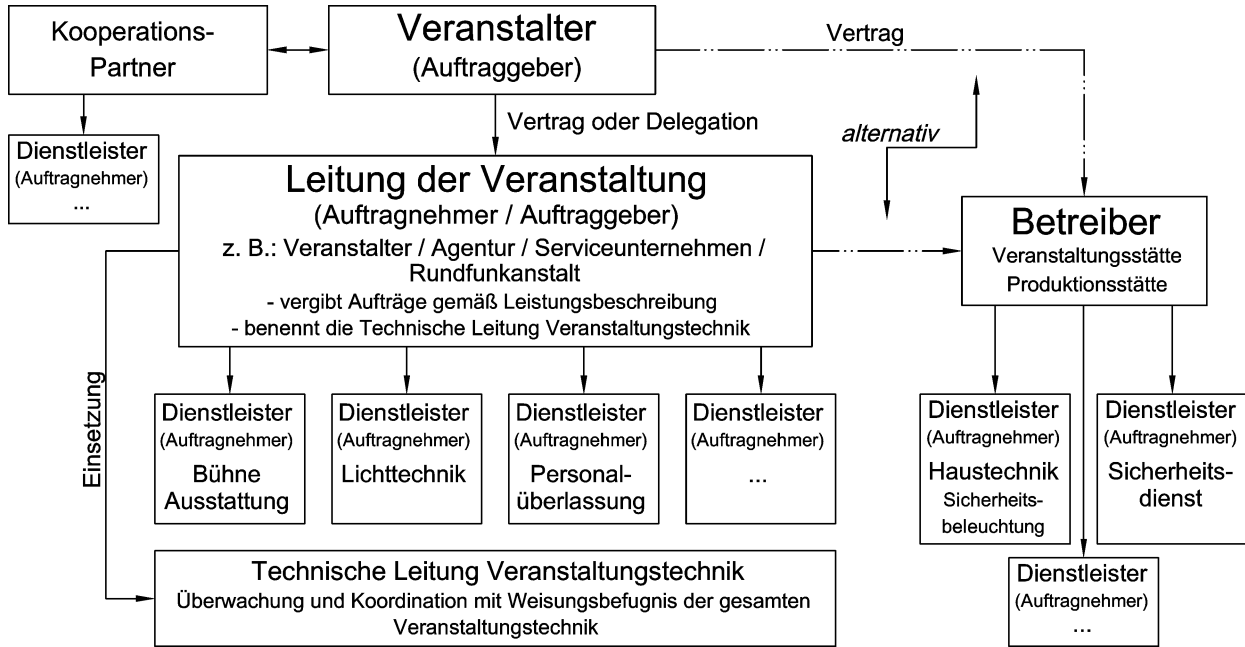 Kooperations-
Partner
Veranstalter
(Auftraggeber)
Vertrag
Vertrag oder Delegation
alternativ
Dienstleister
(Auftragnehmer)
...
Leitung der Veranstaltung
(Auftragnehmer / Auftraggeber)
z. B.: Veranstalter / Agentur / Serviceunternehmen /
Rundfunkanstalt
- vergibt Aufträge gemäß Leistungsbeschreibung
- benennt die Technische Leitung Veranstaltungstechnik
Betreiber
Veranstaltungsstätte
Produktionsstätte
Einsetzung
Dienstleister
(Auftragnehmer)
Bühne
Ausstattung
Dienstleister
(Auftragnehmer)
Lichttechnik
Dienstleister
(Auftragnehmer)
Personal-
überlassung
Dienstleister
(Auftragnehmer)
...
Dienstleister
(Auftragnehmer)
Haustechnik
Sicherheits-
beleuchtung
Dienstleister
(Auftragnehmer)
Sicherheits-
dienst
Technische Leitung Veranstaltungstechnik
Überwachung und Koordination mit Weisungsbefugnis der gesamten
Veranstaltungstechnik
Dienstleister
(Auftragnehmer)
...